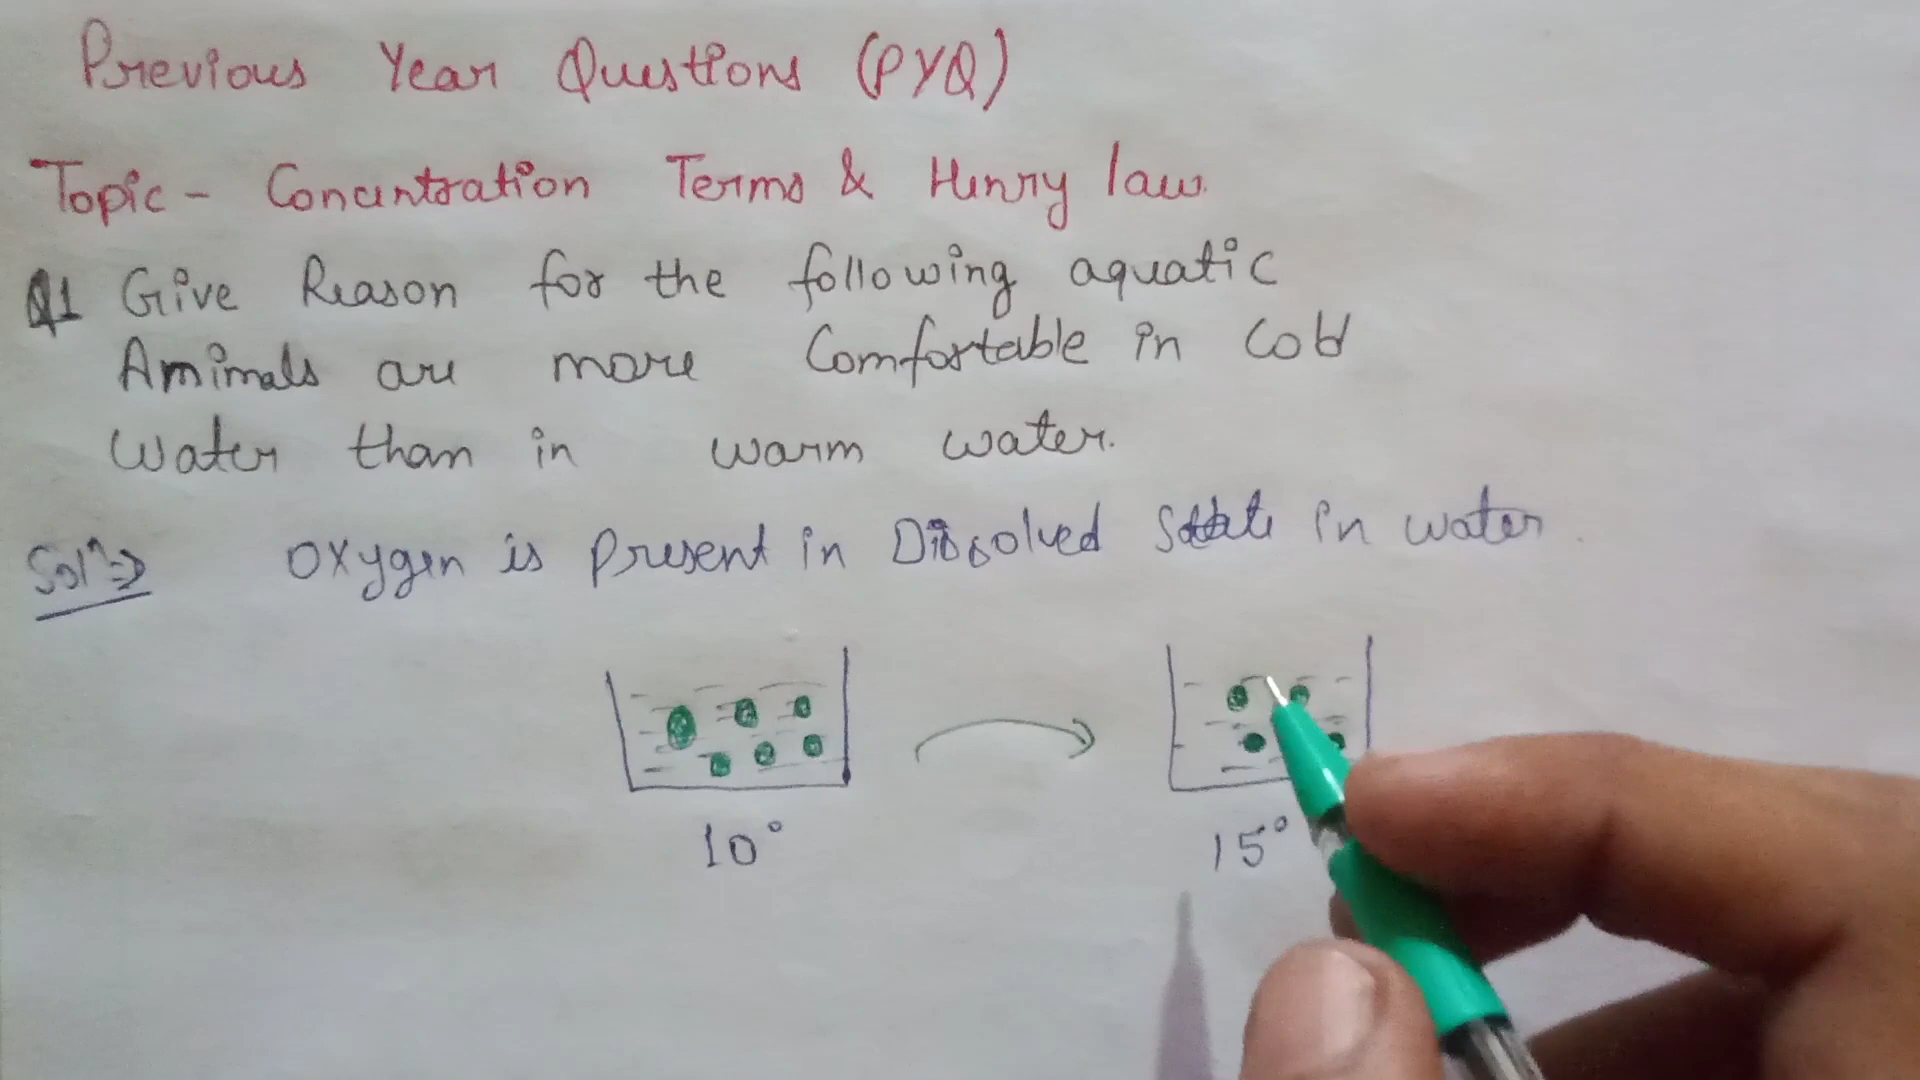 Previous Year Questions (PYQ)
Topic - Concentration Terms & Henry law
Q1 Give Reason for the following aquatic
Animals are more Comfortable in Cold
Water than in warm water.
Soln⇒ Oxygen is Present in Dissolved State in water.
10° 15°